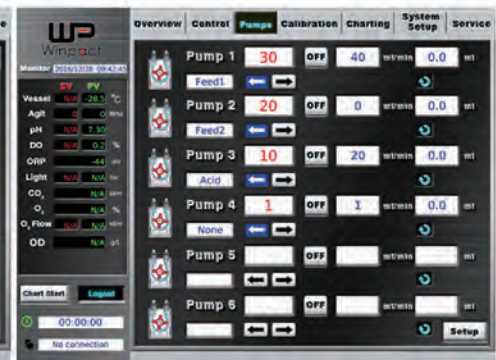 WP
Winpact
Monitor 2016/12/28 09:42:45
SV PV
Vessel N/A -28.5 °C
Agit 0 0 RPM
pH N/A 7.30
DO N/A 0.2 %
ORP -44 mV
Light N/A N/A
CO₂ N/A
O₂ N/A %
O₂ Flow N/A N/A
OD N/A
Chart Start Logout
00:00:00
No connection
Overview Control Pumps Calibration Charting System Setup Service
Pump 1 30 OFF 40 ml/min 0.0 ml
Feed1
Pump 2 20 OFF 0 ml/min 0.0 ml
Feed2
Pump 3 10 OFF 20 ml/min 0.0 ml
Acid
Pump 4 1 OFF 1 ml/min 0.0 ml
None
Pump 5 OFF ml/min ml
Pump 6 OFF ml/min ml
Setup